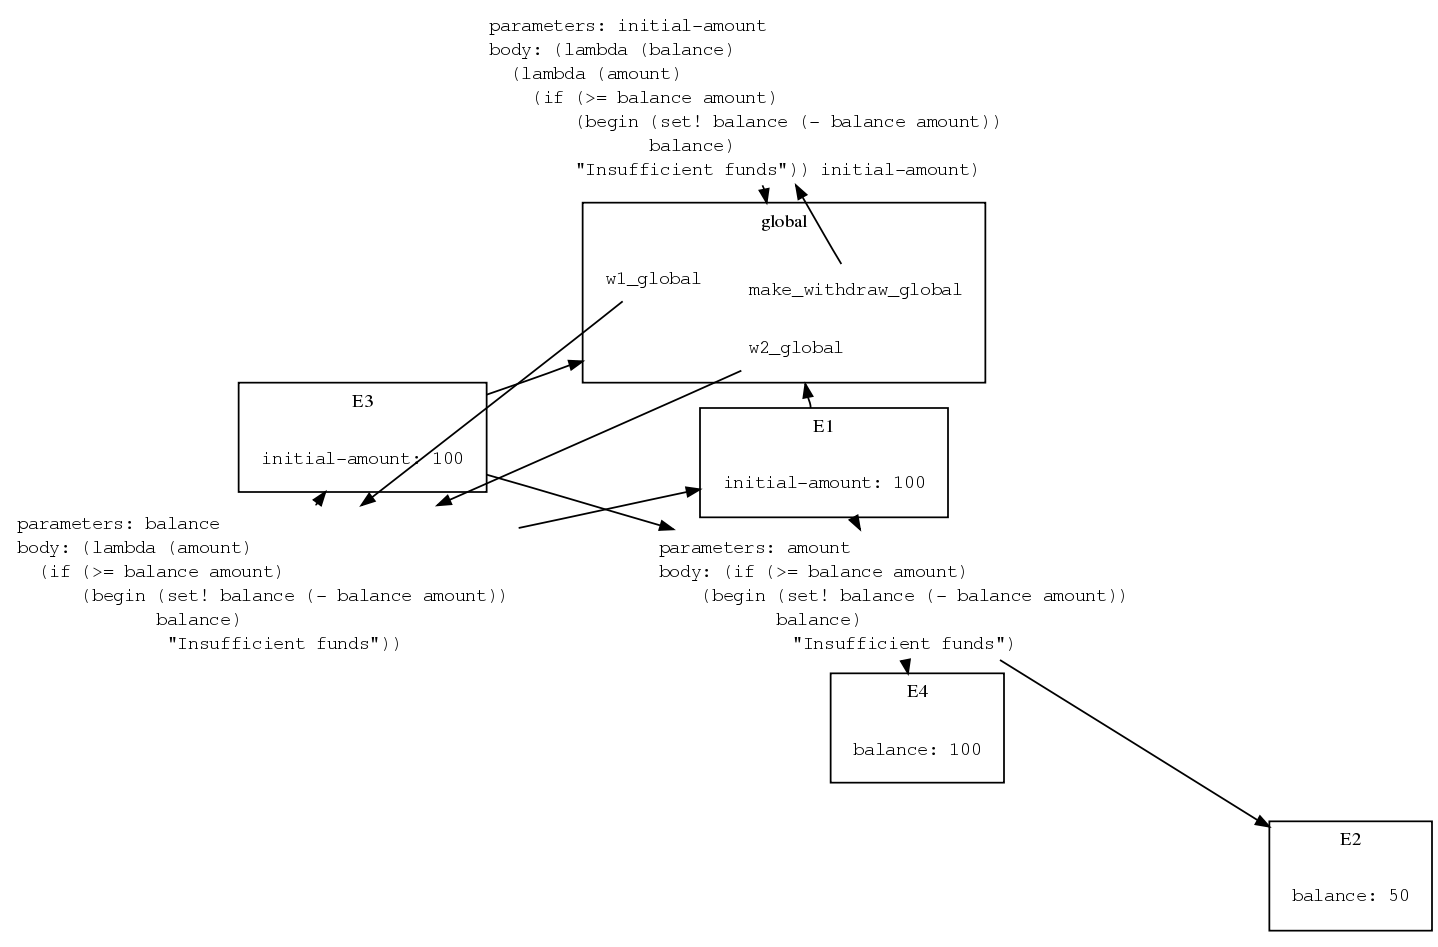 parameters: initial-amount
body: (lambda (balance)
(lambda (amount)
(if (>= balance amount)
(begin (set! balance (- balance amount))
balance)
"Insufficient funds")) initial-amount)
global
w1_global
make_withdraw_global
w2_global
E3
initial-amount: 100
E1
initial-amount: 100
parameters: balance
body: (lambda (amount)
(if (>= balance amount)
(begin (set! balance (- balance amount))
balance)
"Insufficient funds"))
parameters: amount
body: (if (>= balance amount)
(begin (set! balance (- balance amount))
balance)
"Insufficient funds")
E4
balance: 100
E2
balance: 50